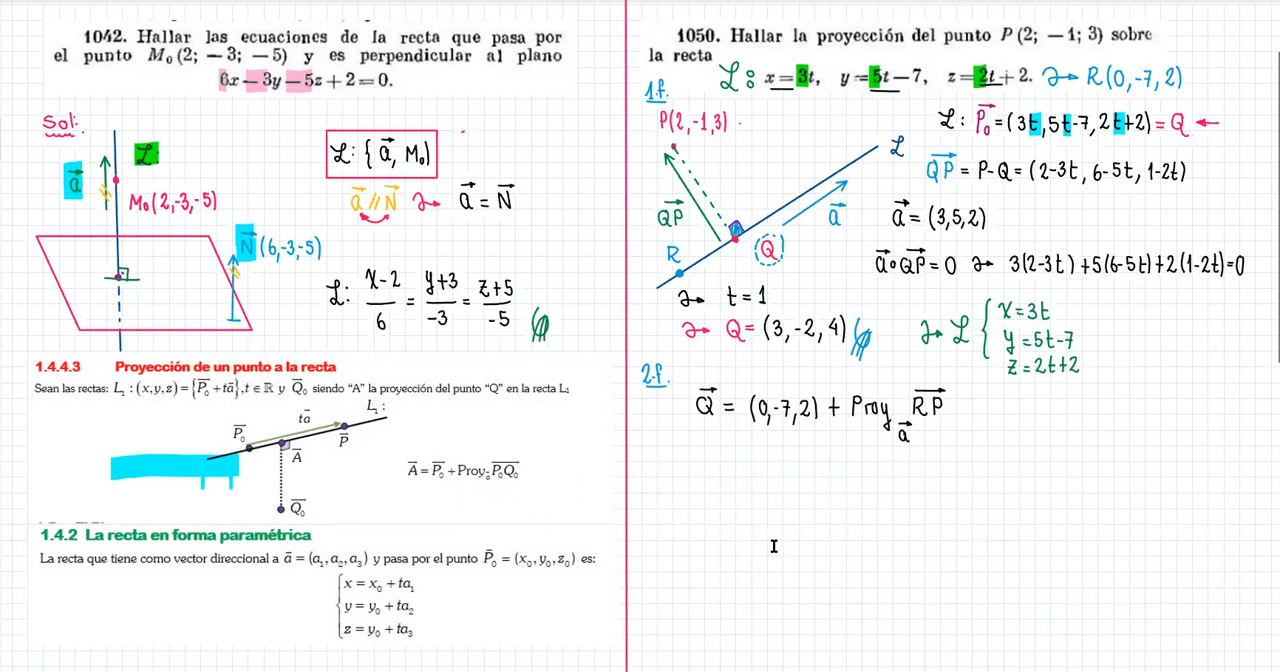 1042. Hallar las ecuaciones de la recta que pasa por
el punto M₀ (2; — 3; — 5) y es perpendicular al plano
6x — 3y — 5z + 2 = 0.
Sol:
𝓛
a⃗
M₀(2,-3,-5)
N⃗(6,-3,-5)
𝓛: { a⃗, M₀)
a⃗ // N⃗ → a⃗ = N⃗
𝓛: (x-2)/6 = (y+3)/-3 = (z+5)/-5
1.4.4.3 Proyección de un punto a la recta
Sean las rectas: L₁ : (x,y,z) = {P̅₀ + ta̅}, t ∈ ℝ y Q̅₀ siendo “A” la proyección del punto “Q” en la recta L₁
L₁ :
ta̅
P̅₀
P̅
A̅
Q̅₀
A̅ = P̅₀ + Proyₐ̅ P̅₀Q̅₀
1.4.2 La recta en forma paramétrica
La recta que tiene como vector direccional a a̅ = (a₁, a₂, a₃) y pasa por el punto P̅₀ = (x₀, y₀, z₀) es:
x = x₀ + ta₁
y = y₀ + ta₂
z = y₀ + ta₃
1050. Hallar la proyección del punto P (2; — 1; 3) sobre
la recta
𝓛: x = 3t, y = 5t — 7, z = 2t + 2. → R(0,-7,2)
1.f.
P(2,-1,3)
𝓛
QP⃗
a⃗
R
Q
𝓛: P₀⃗ = (3t, 5t-7, 2t+2) = Q ←
QP⃗ = P-Q = (2-3t, 6-5t, 1-2t)
a⃗ = (3,5,2)
a⃗ ∘ QP⃗ = 0 → 3(2-3t) + 5(6-5t) + 2(1-2t) = 0
→ t = 1
→ Q = (3,-2,4)
→ 𝓛 { x = 3t
y = 5t-7
z = 2t+2
2.f.
Q⃗ = (0,-7,2) + Proy a⃗ RP⃗